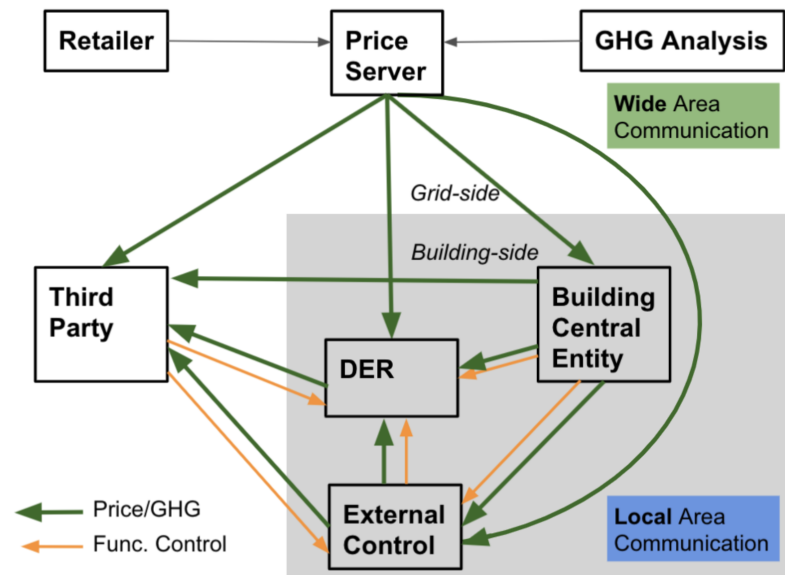 Retailer
Price
Server
GHG Analysis
Wide Area
Communication
Grid-side
Building-side
Third
Party
Building
Central
Entity
DER
External
Control
Price/GHG
Func. Control
Local Area
Communication